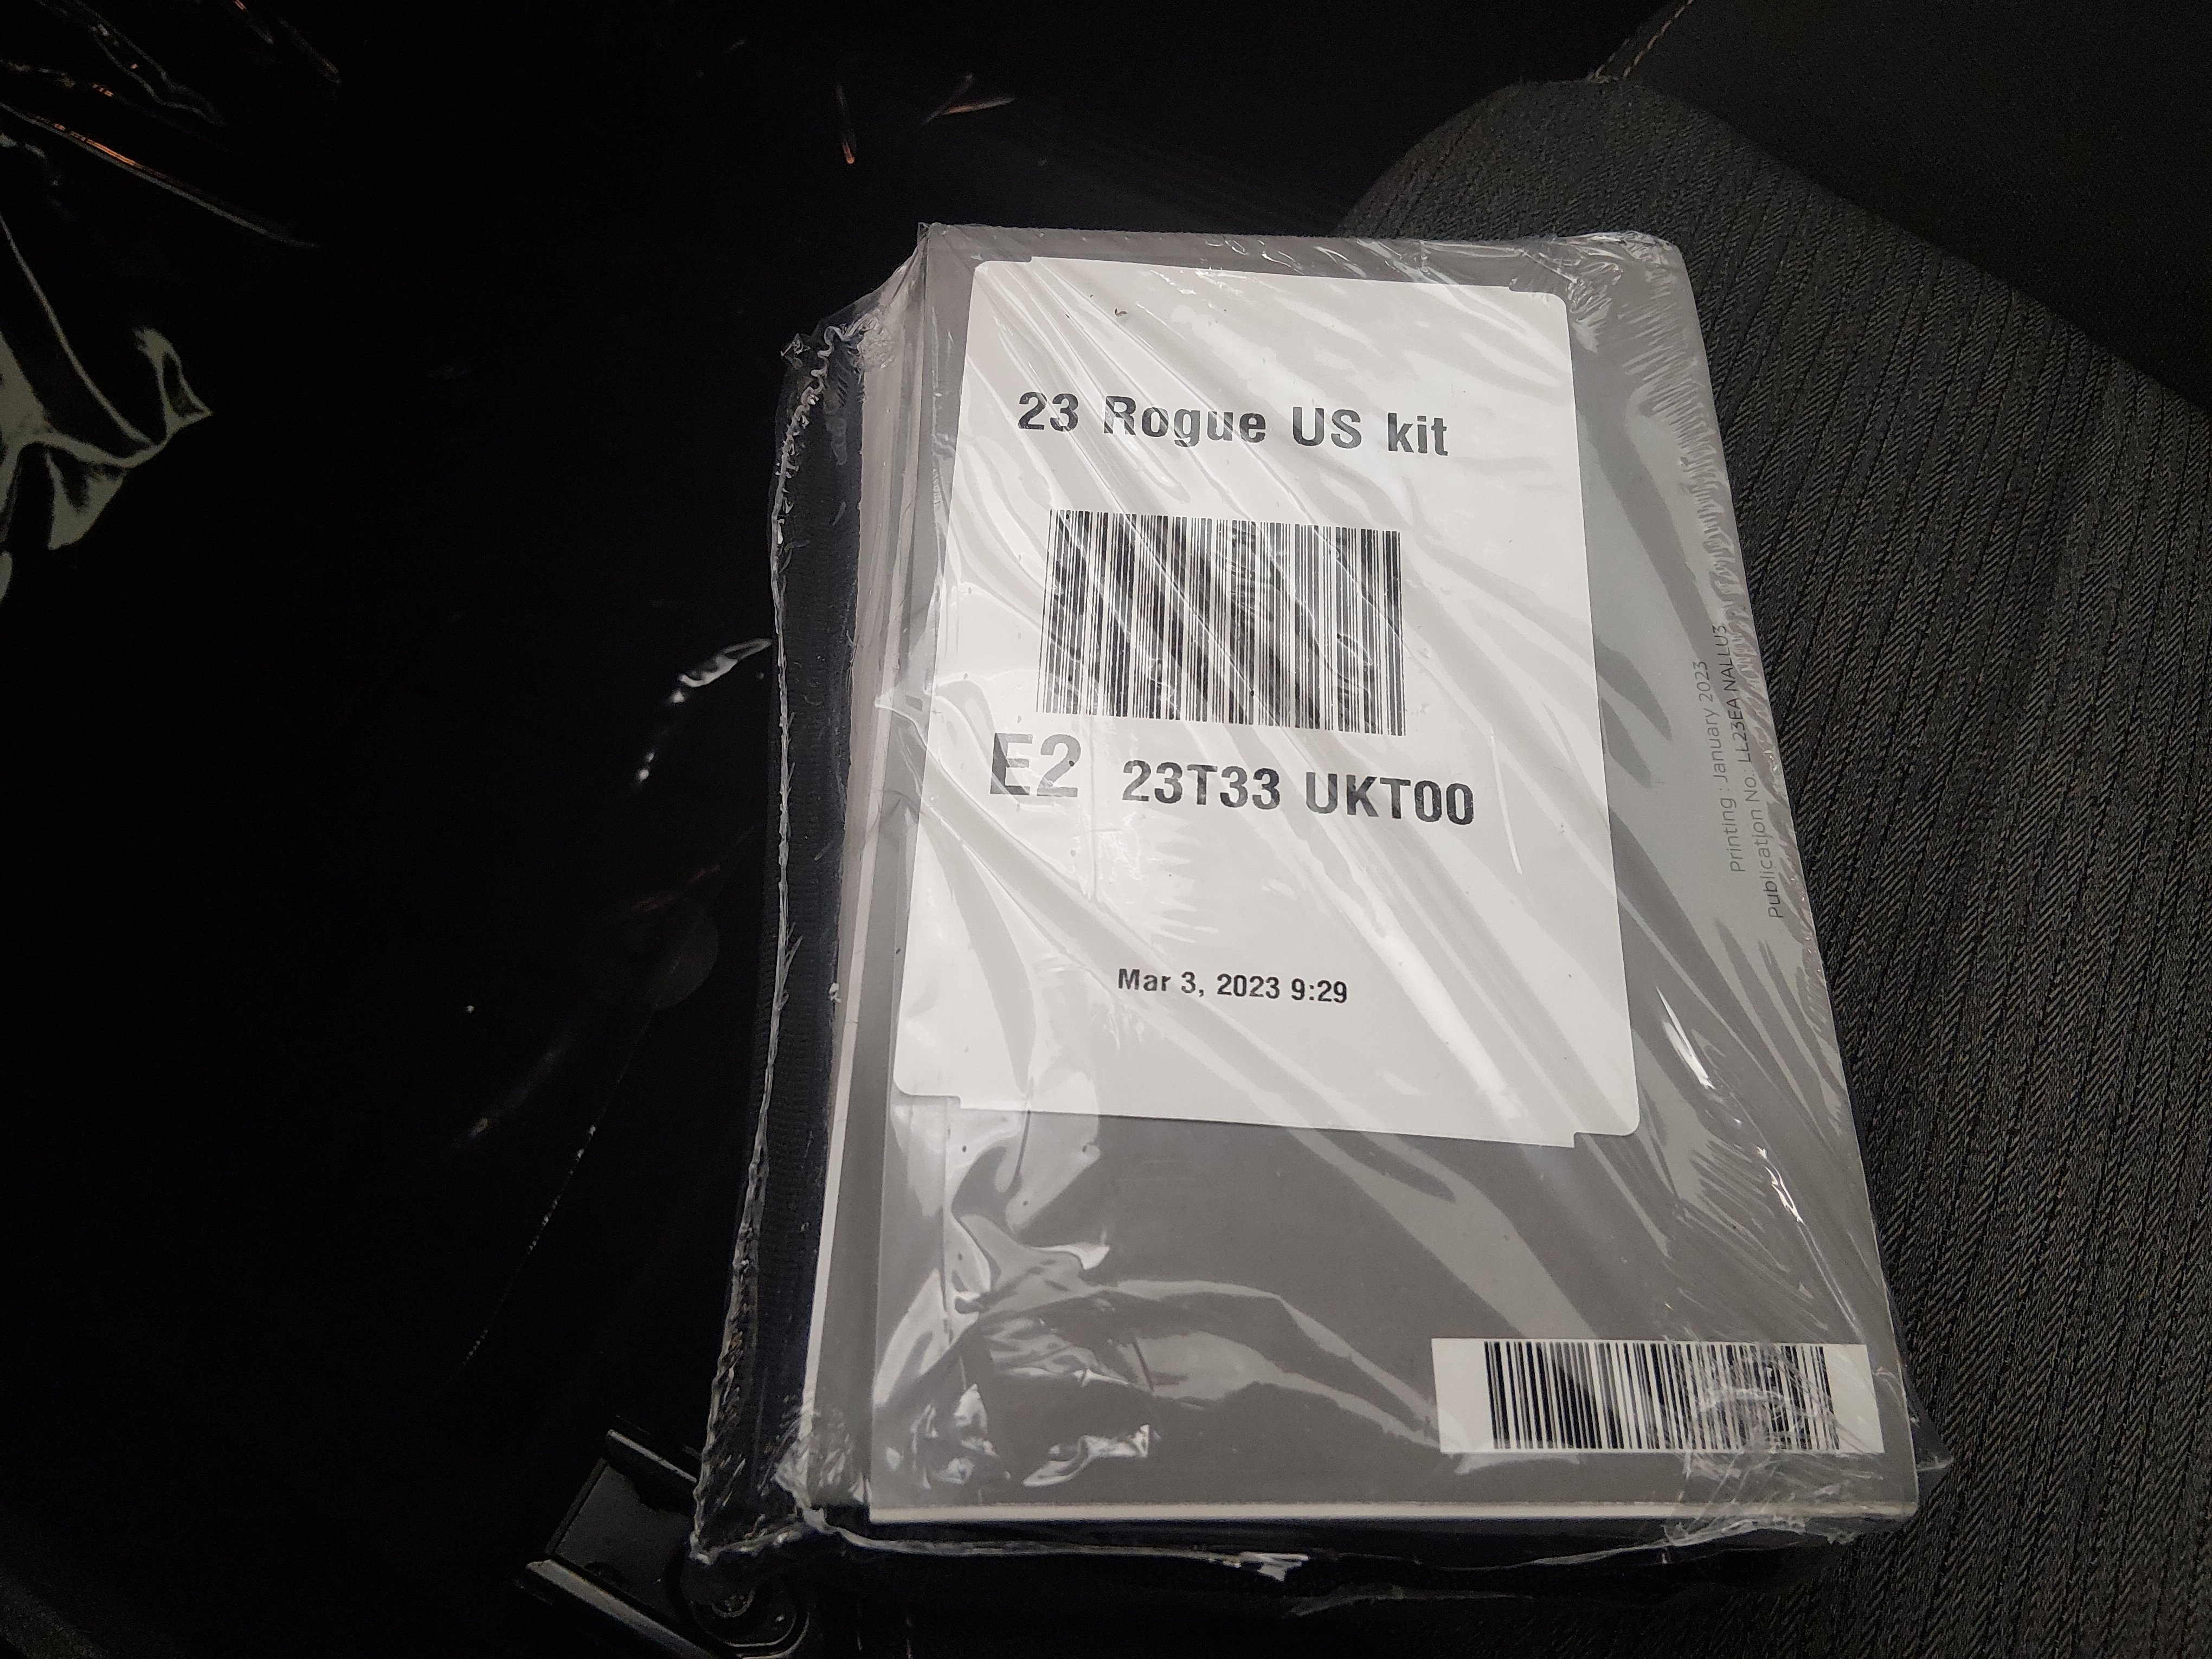 23 Rogue US kit
E2 23T33 UKT00
Mar 3, 2023 9:29
Printing : January 2023
Publication No. LL23EA NALLU3